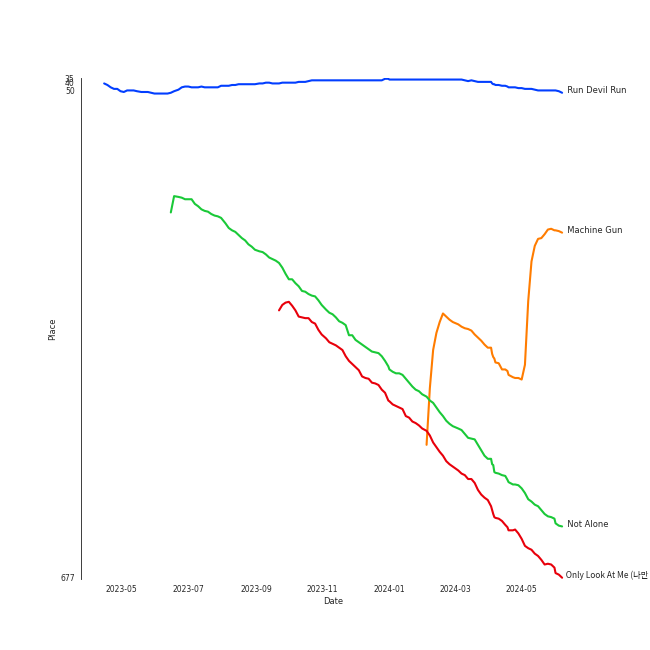 35
50
Run Devil Run
Machine Gun
Place
Not Alone
Only Look At Me (나만
677
2023-05 2023-07 2023-09 2023-11 2024-01 2024-03 2024-05
Date